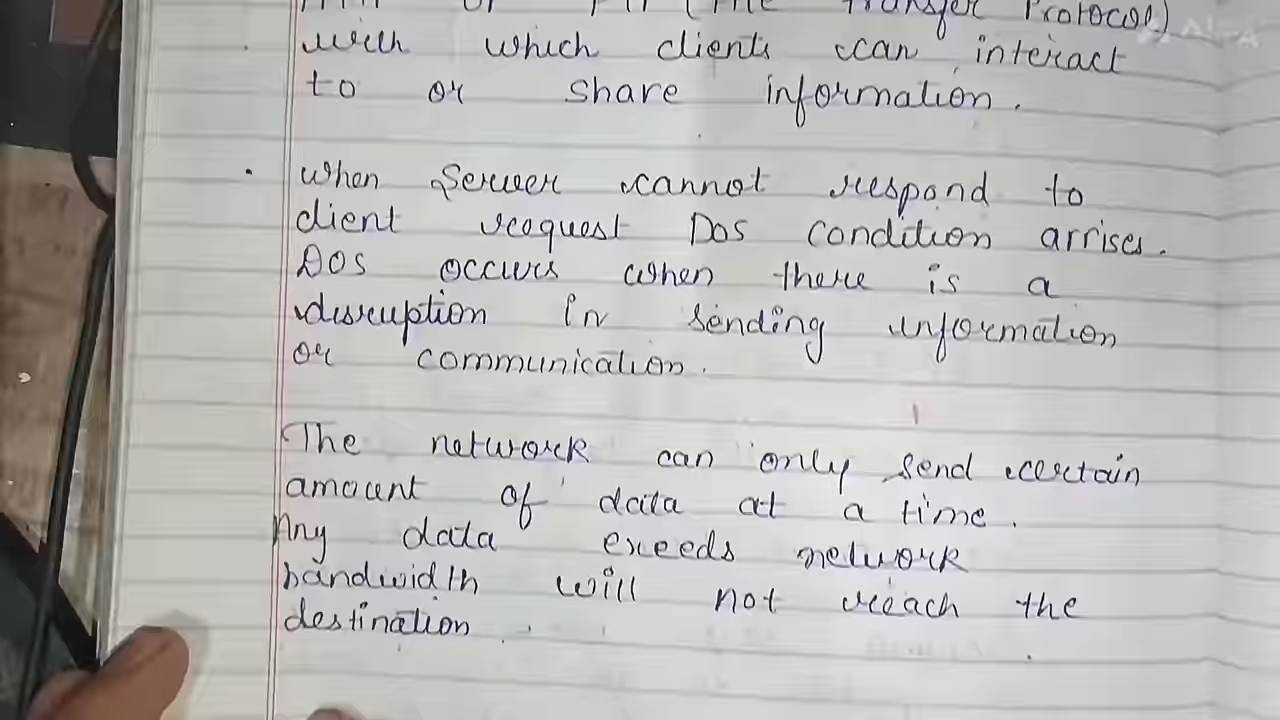 Transfer Protocol)
with which clients can interact
to or share information.
when Server cannot respond to
client request Dos condition arrises.
DOS occurs when there is a
disruption in sending information
or communication.
The network can only send certain
amount of data at a time.
Any data exeeds network
bandwidth will not reach the
destination